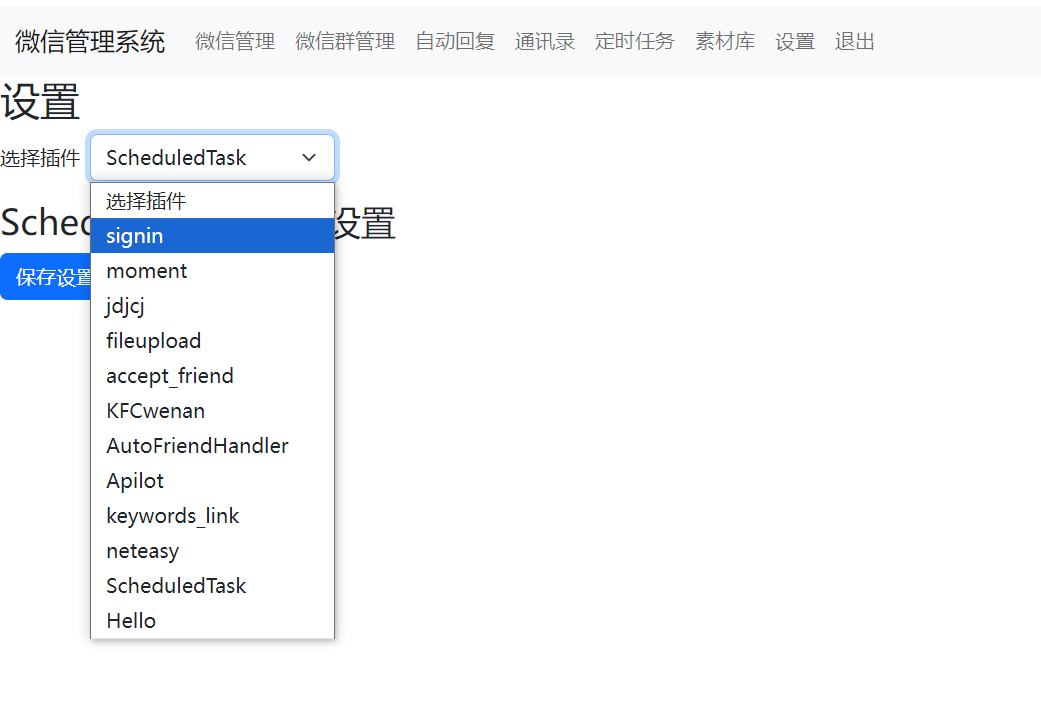 微信管理系统 微信管理 微信群管理 自动回复 通讯录 定时任务 素材库 设置 退出
设置
选择插件 ScheduledTask
选择插件
Sched 设置
signin
保存设置
moment
jdjcj
fileupload
accept_friend
KFCwenan
AutoFriendHandler
Apilot
keywords_link
neteasy
ScheduledTask
Hello